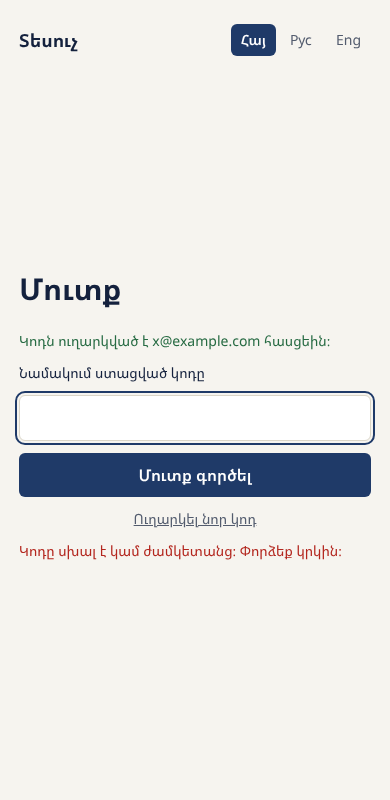 Տեսուչ
Հայ Рус Eng
Մուտք
Կոդն ուղարկված է x@example.com հասցեին։
Նամակում ստացված կոդը
Մուտք գործել
Ուղարկել նոր կոդ
Կոդը սխալ է կամ ժամկետանց։ Փորձեք կրկին։